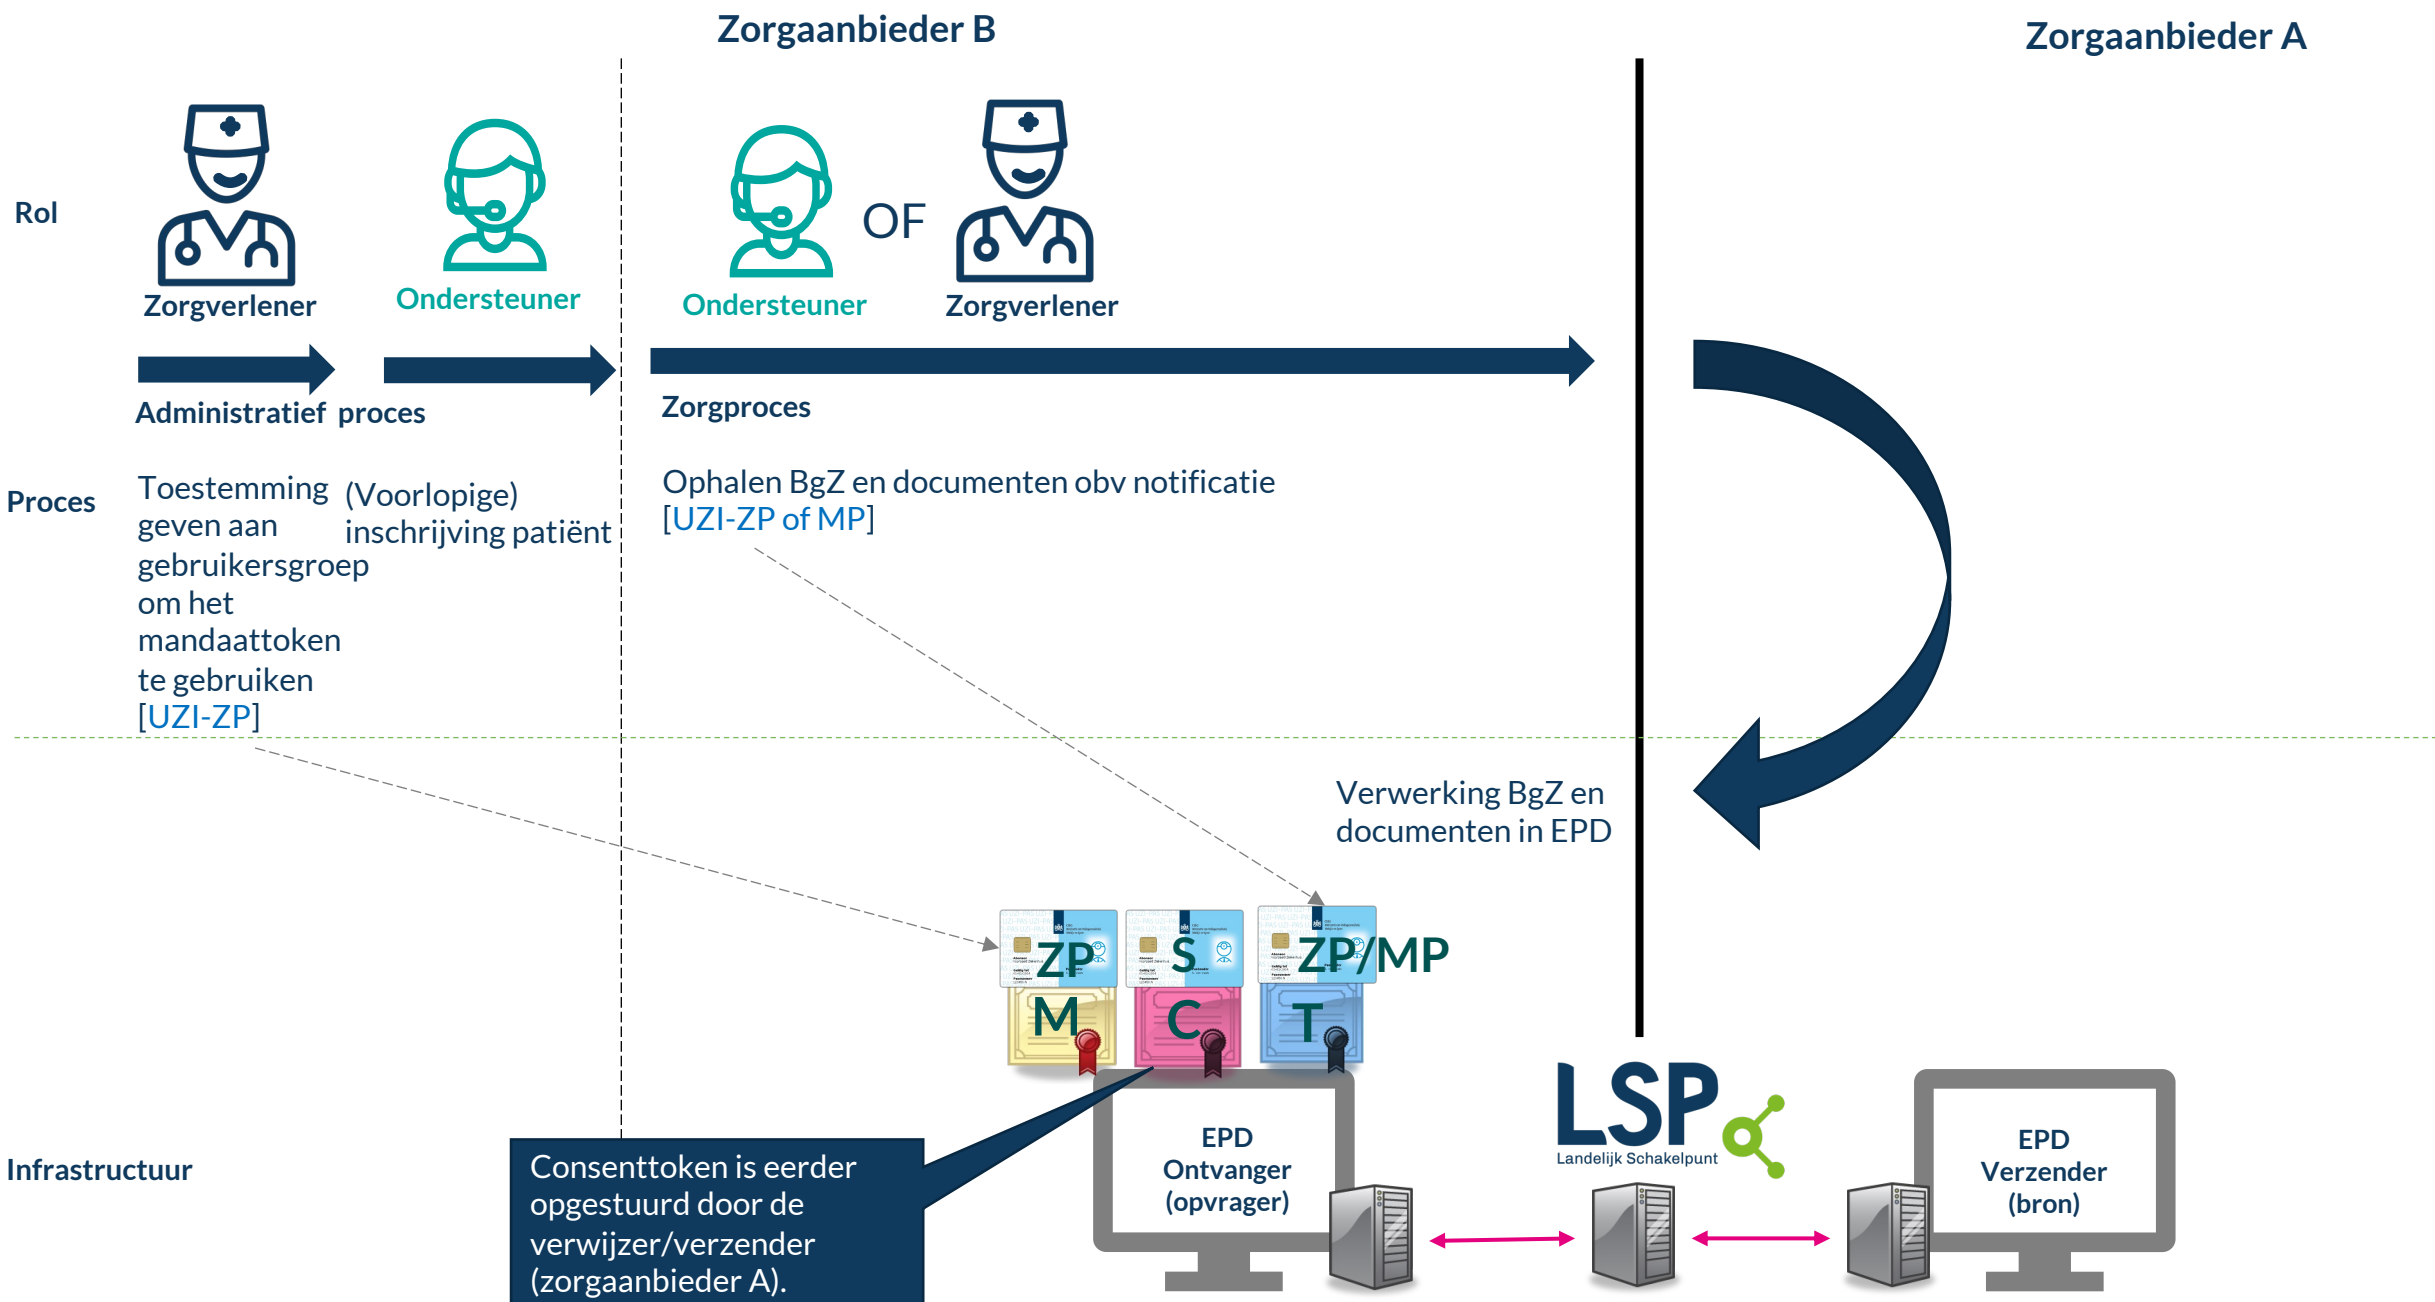 Zorgaanbieder B
Zorgaanbieder A
Rol
OF
Zorgverlener
Ondersteuner
Ondersteuner
Zorgverlener
Administratief proces
Zorgproces
Proces
Toestemming
geven aan
gebruikersgroep
om het
mandaattoken
te gebruiken
[UZI-ZP]
(Voorlopige)
inschrijving patiënt
Ophalen BgZ en documenten obv notificatie
[UZI-ZP of MP]
Verwerking BgZ en
documenten in EPD
ZP
S
ZP/MP
M
C
T
Infrastructuur
Consenttoken is eerder
opgestuurd door de
verwijzer/verzender
(zorgaanbieder A).
EPD
Ontvanger
(opvrager)
LSP
Landelijk Schakelpunt
EPD
Verzender
(bron)